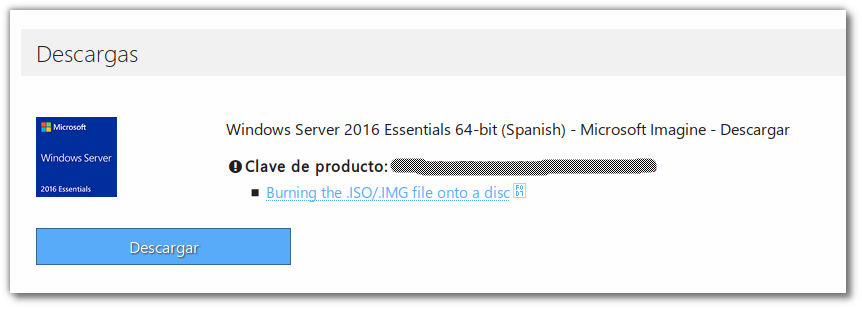 Descargas
Microsoft
Windows Server
2016 Essentials
Windows Server 2016 Essentials 64-bit (Spanish) - Microsoft Imagine - Descargar
Clave de producto:
Burning the .ISO/.IMG file onto a disc
Descargar